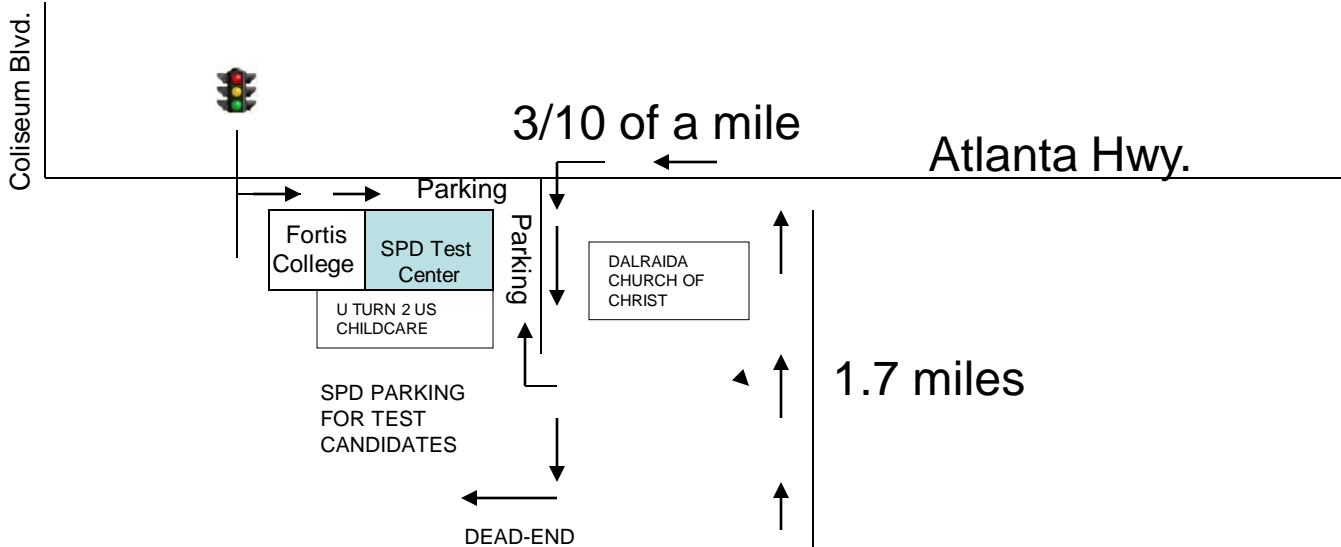 Coliseum Blvd.
3/10 of a mile
Atlanta Hwy.
Parking
Parking
Fortis
College
SPD Test
Center
DALRAIDA
CHURCH OF
CHRIST
U TURN 2 US
CHILDCARE
1.7 miles
SPD PARKING
FOR TEST
CANDIDATES
DEAD-END